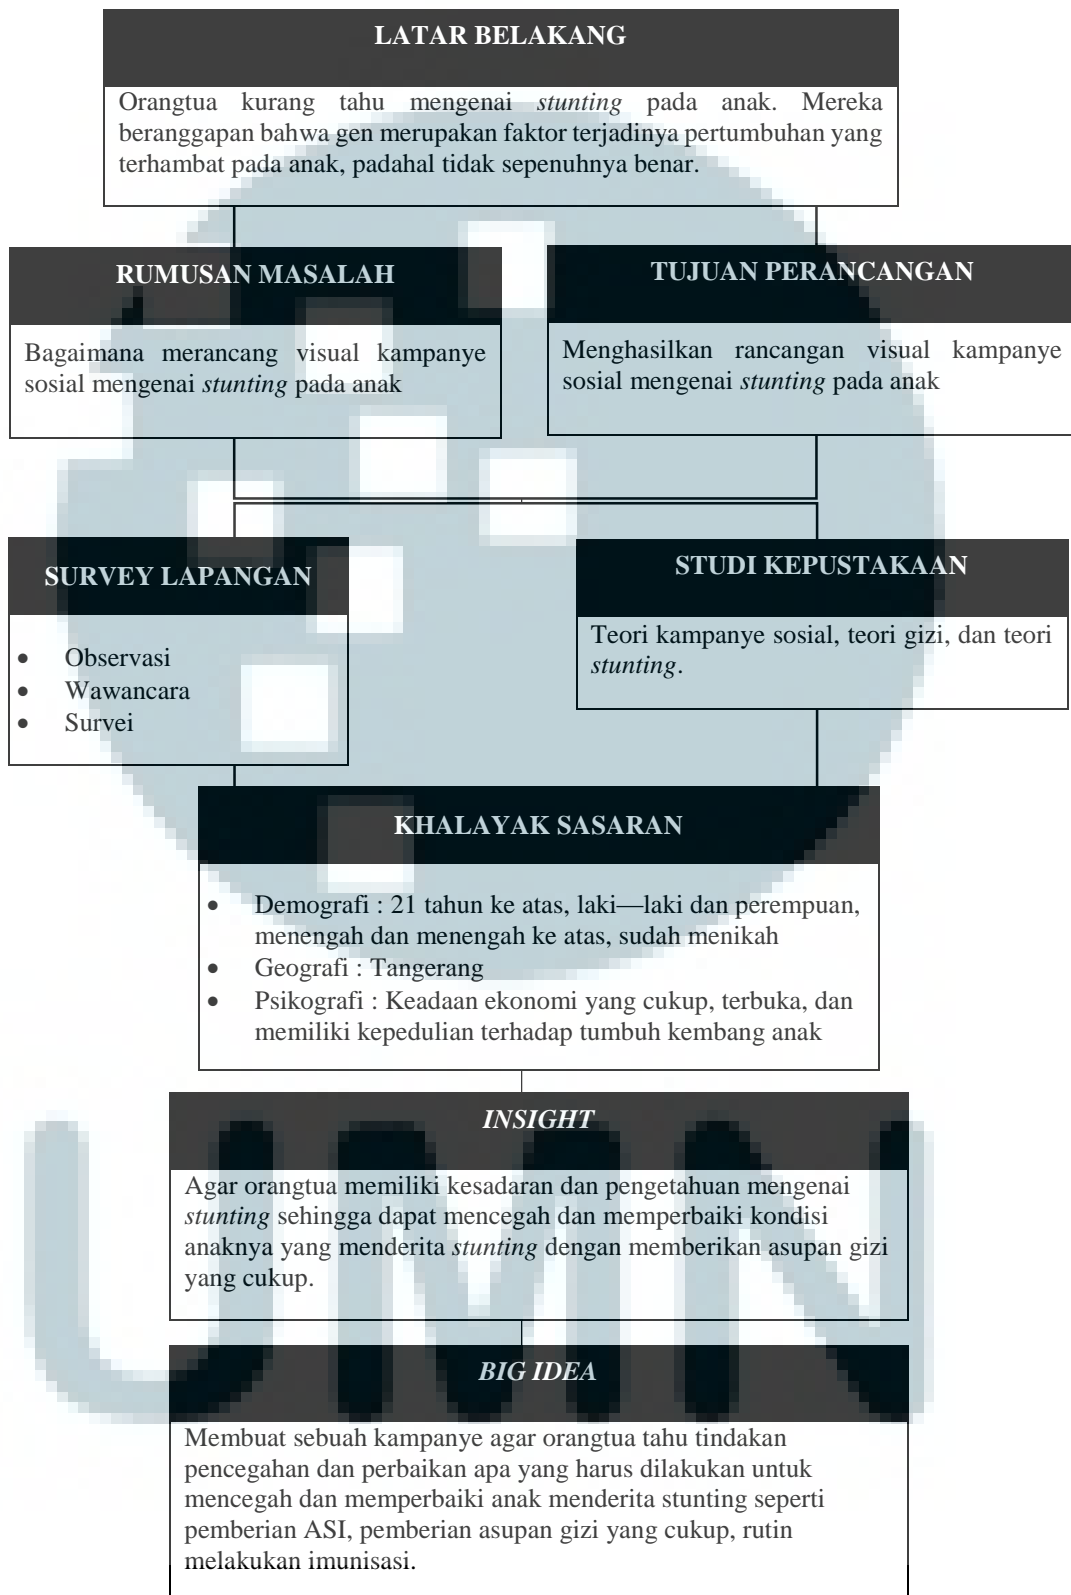 LATAR BELAKANG
Orangtua kurang tahu mengenai stunting pada anak. Mereka
beranggapan bahwa gen merupakan faktor terjadinya pertumbuhan yang
terhambat pada anak, padahal tidak sepenuhnya benar.
RUMUSAN MASALAH
Bagaimana merancang visual kampanye
sosial mengenai stunting pada anak
TUJUAN PERANCANGAN
Menghasilkan rancangan visual kampanye
sosial mengenai stunting pada anak
SURVEY LAPANGAN
• Observasi
• Wawancara
• Survei
STUDI KEPUSTAKAAN
Teori kampanye sosial, teori gizi, dan teori
stunting.
KHALAYAK SASARAN
• Demografi : 21 tahun ke atas, laki—laki dan perempuan,
menengah dan menengah ke atas, sudah menikah
• Geografi : Tangerang
• Psikografi : Keadaan ekonomi yang cukup, terbuka, dan
memiliki kepedulian terhadap tumbuh kembang anak
INSIGHT
Agar orangtua memiliki kesadaran dan pengetahuan mengenai
stunting sehingga dapat mencegah dan memperbaiki kondisi
anaknya yang menderita stunting dengan memberikan asupan gizi
yang cukup.
BIG IDEA
Membuat sebuah kampanye agar orangtua tahu tindakan
pencegahan dan perbaikan apa yang harus dilakukan untuk
mencegah dan memperbaiki anak menderita stunting seperti
pemberian ASI, pemberian asupan gizi yang cukup, rutin
melakukan imunisasi.
UMN